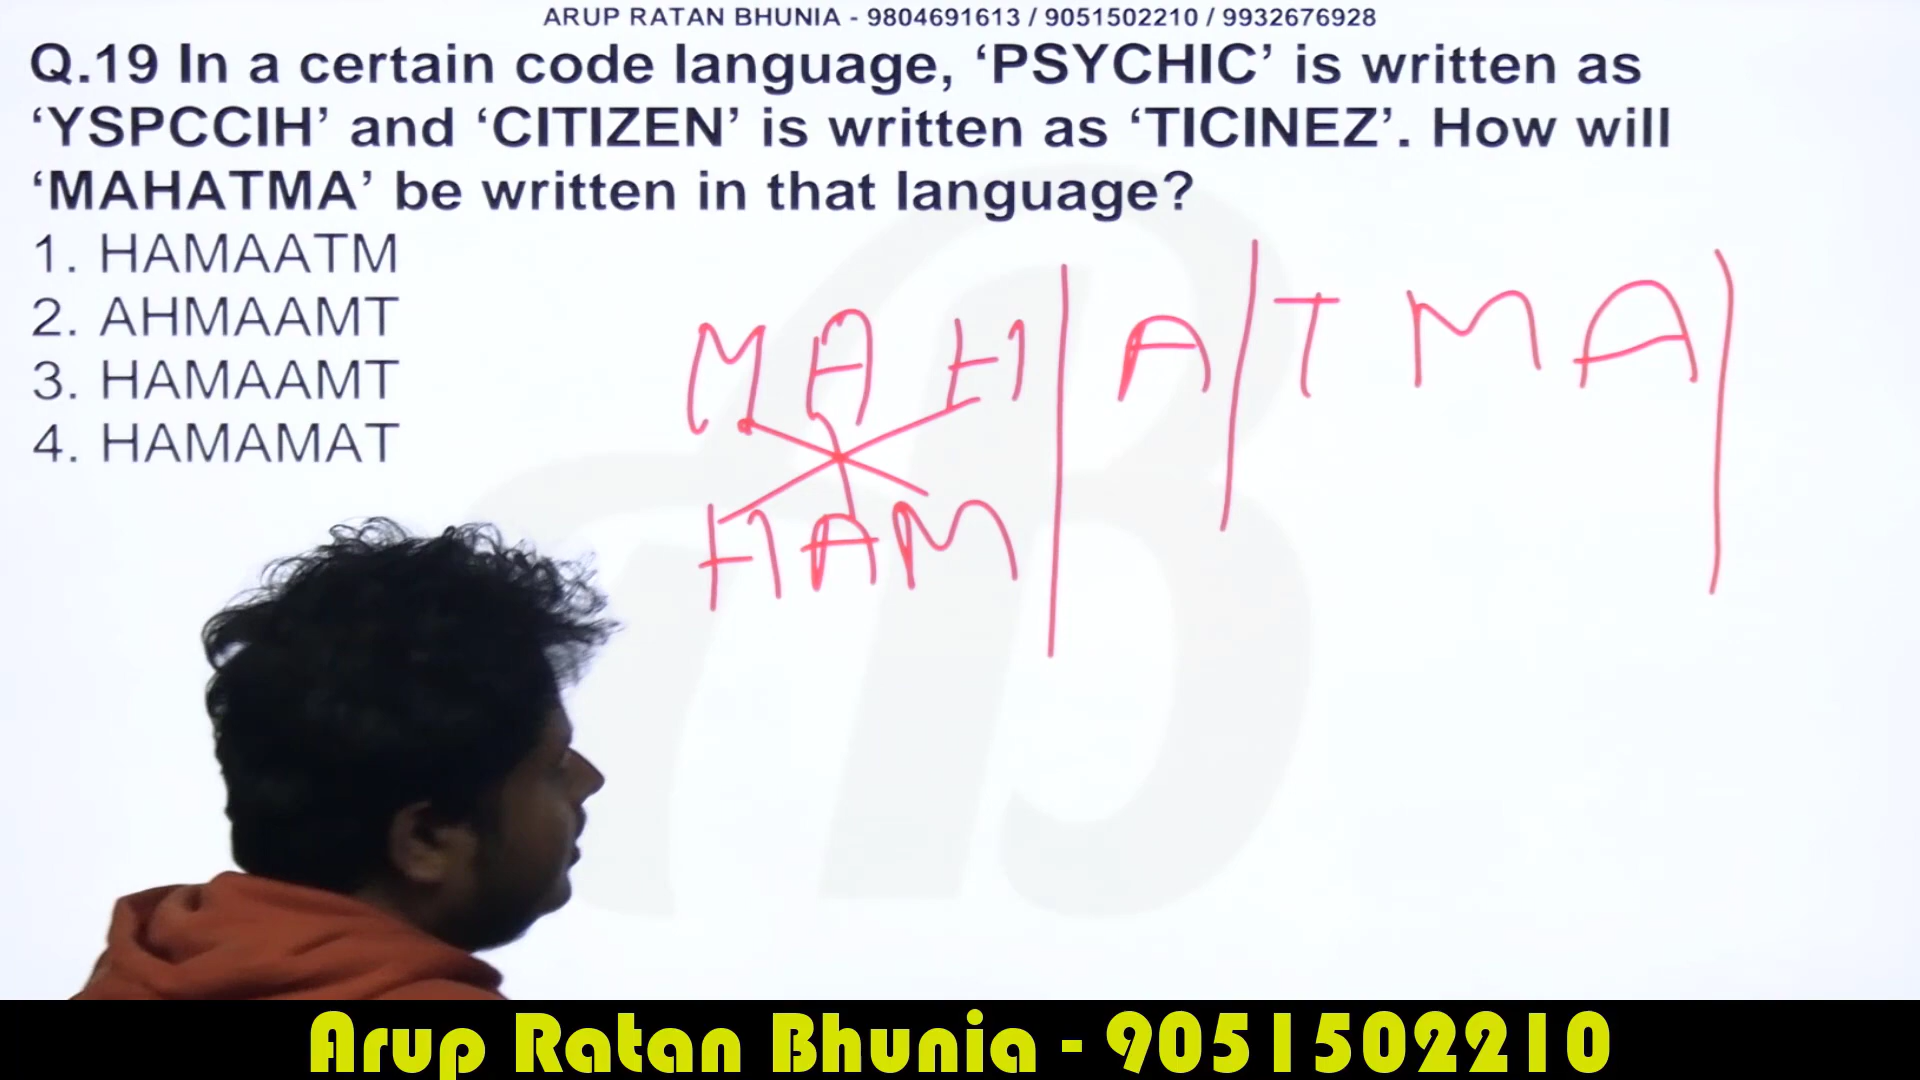 ARUP RATAN BHUNIA - 9804691613 / 9051502210 / 9932676928
Q.19 In a certain code language, ‘PSYCHIC’ is written as
‘YSPCCIH’ and ‘CITIZEN’ is written as ‘TICINEZ’. How will
‘MAHATMA’ be written in that language?
1. HAMAATM
2. AHMAAMT
3. HAMAAMT
4. HAMAMAT
MAH|A|TMA|
HAM
Arup Ratan Bhunia - 9051502210